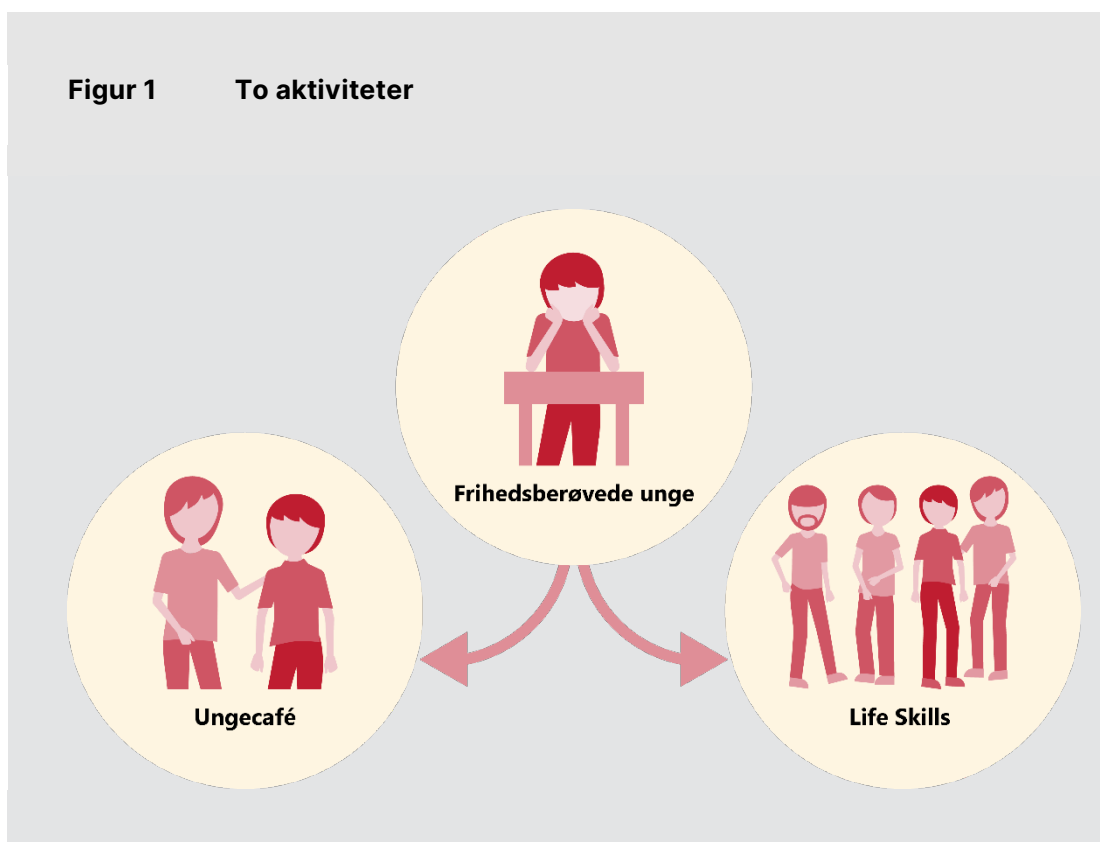 Figur 1 To aktiviteter
Frihedsberøvede unge
Ungecafé
Life Skills